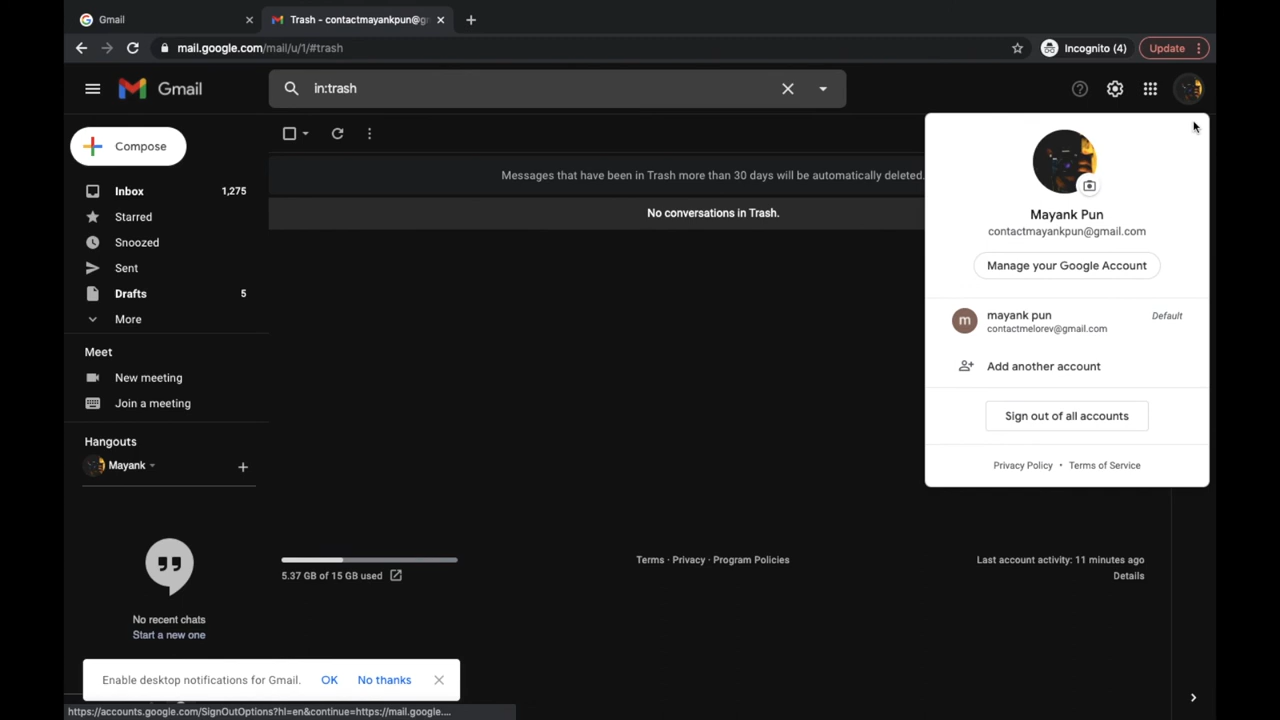 Gmail
Trash - contactmayankpun@g
mail.google.com/mail/u/1/#trash
Incognito (4)
Update
Gmail
in:trash
Compose
Messages that have been in Trash more than 30 days will be automatically deleted.
No conversations in Trash.
Inbox 1,275
Starred
Snoozed
Sent
Drafts 5
More
Meet
New meeting
Join a meeting
Hangouts
Mayank
No recent chats
Start a new one
Mayank Pun
contactmayankpun@gmail.com
Manage your Google Account
mayank pun Default
m
contactmelorev@gmail.com
Add another account
Sign out of all accounts
Privacy Policy • Terms of Service
5.37 GB of 15 GB used
Terms · Privacy · Program Policies
Last account activity: 11 minutes ago
Details
Enable desktop notifications for Gmail. OK No thanks
https://accounts.google.com/SignOutOptions?hl=en&continue=https://mail.google....